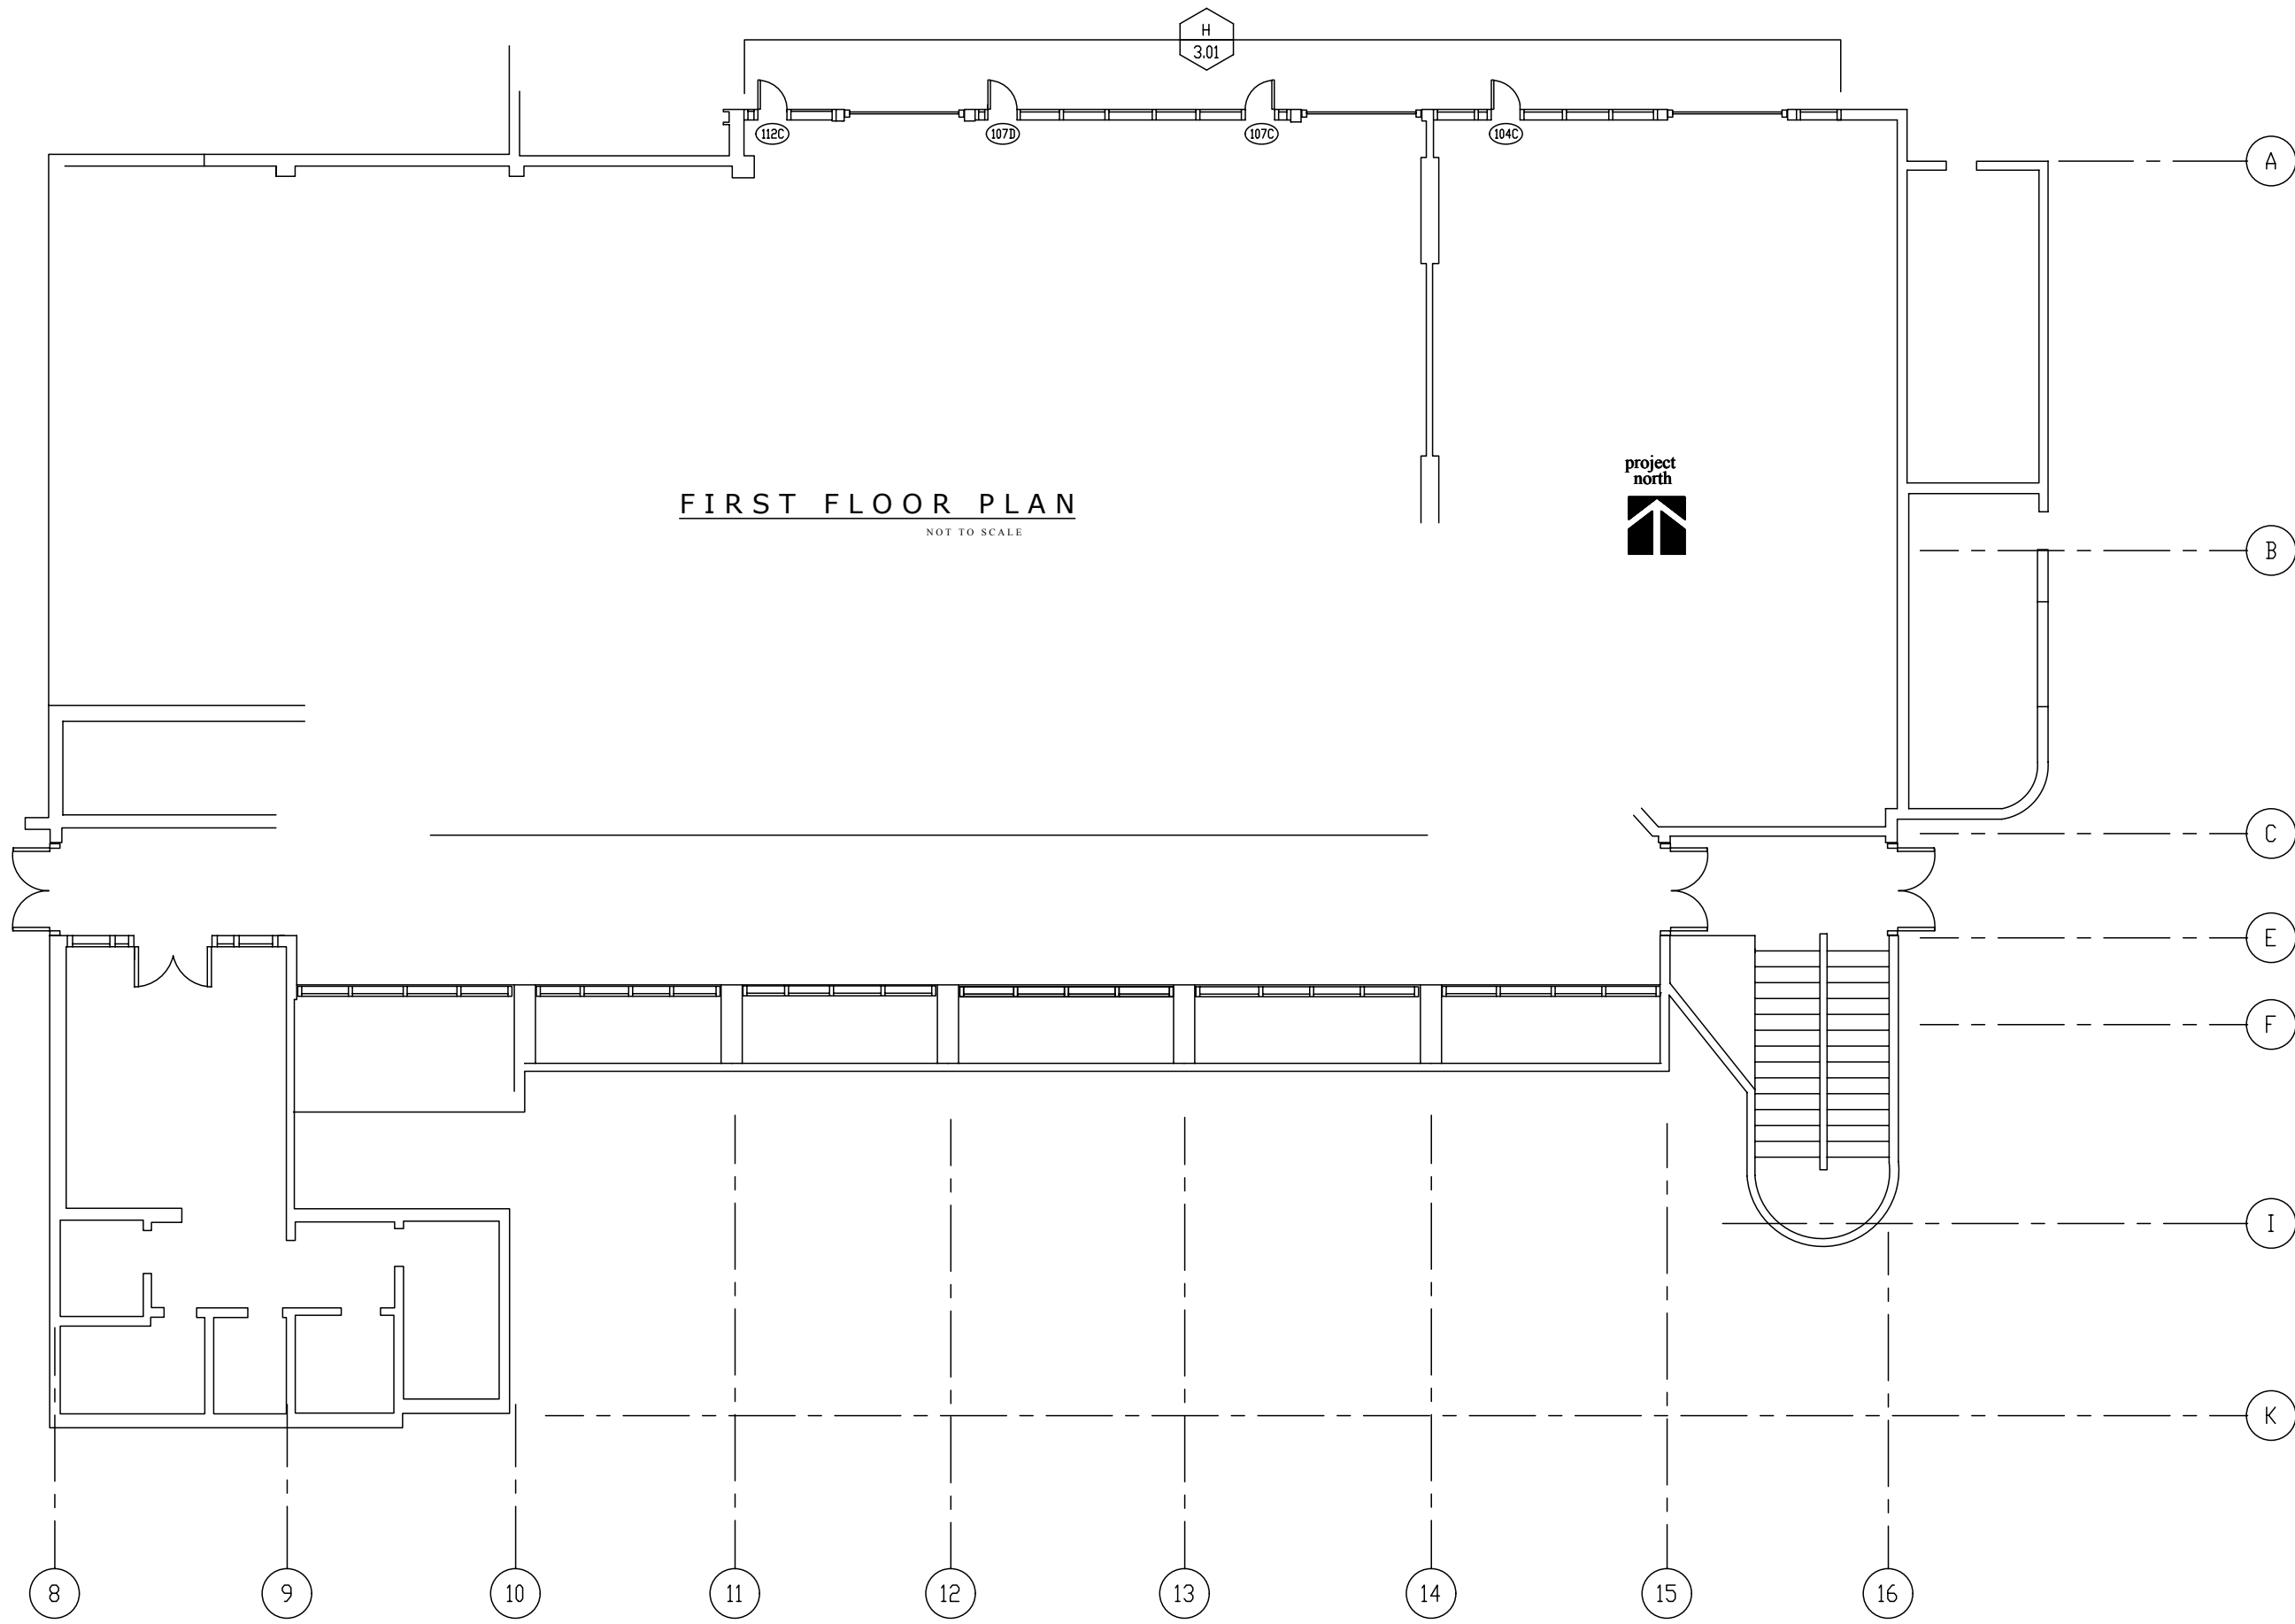 H
3.01
112C
107D
107C
104C
A
project
north
FIRST FLOOR PLAN
NOT TO SCALE
B
C
E
F
I
K
8
9
10
11
12
13
14
15
16